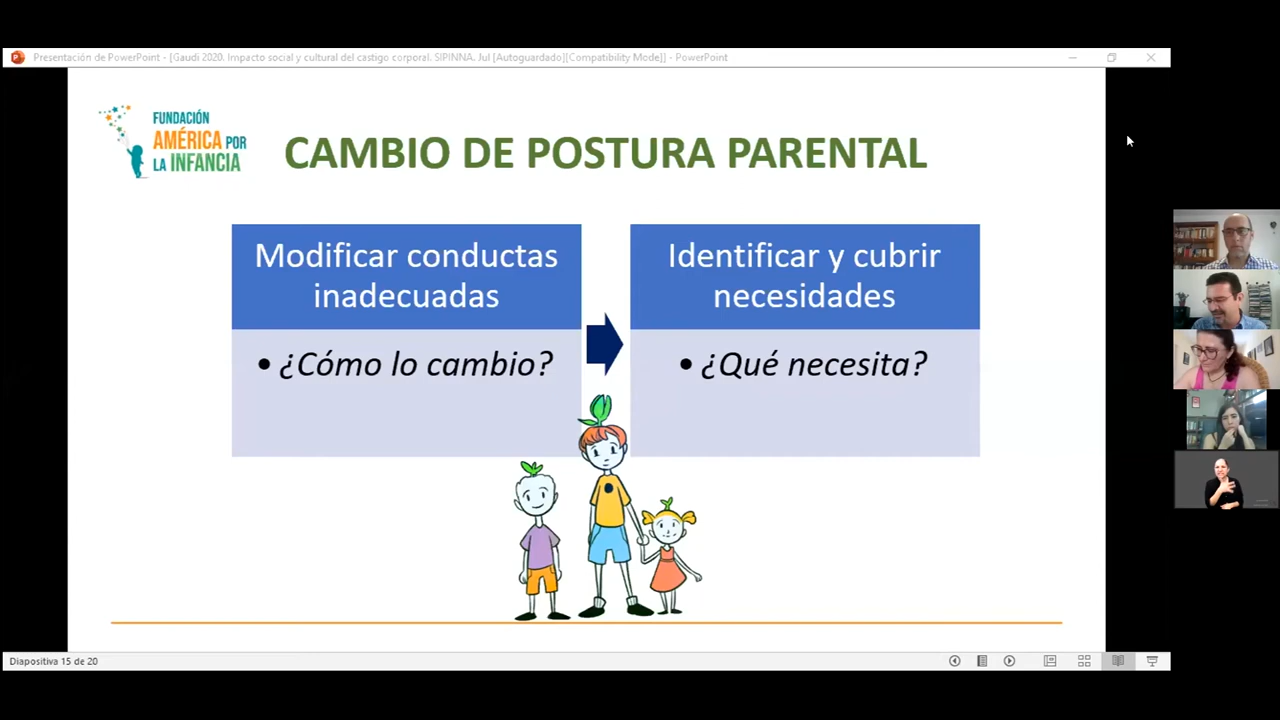 Presentación de PowerPoint - [Gaudi 2020. Impacto social y cultural del castigo corporal. SIPINNA. Jul [Autoguardado][Compatibility Mode]] - PowerPoint
FUNDACIÓN
AMÉRICA POR
LA INFANCIA
CAMBIO DE POSTURA PARENTAL
Modificar conductas
inadecuadas
• ¿Cómo lo cambio?
Identificar y cubrir
necesidades
• ¿Qué necesita?
Diapositiva 15 de 20